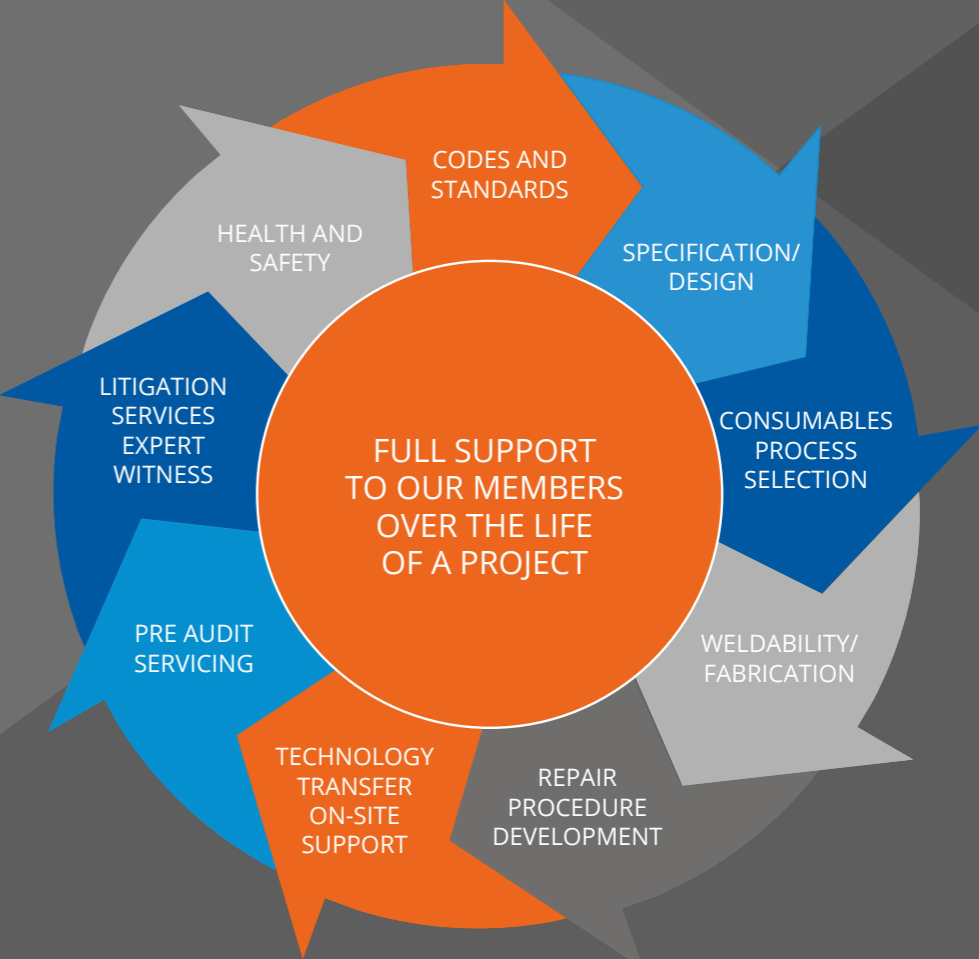 CODES AND
STANDARDS
SPECIFICATION/
DESIGN
CONSUMABLES
PROCESS
SELECTION
WELDABILITY/
FABRICATION
REPAIR
PROCEDURE
DEVELOPMENT
TECHNOLOGY
TRANSFER
ON-SITE
SUPPORT
PRE AUDIT
SERVICING
LITIGATION
SERVICES
EXPERT
WITNESS
HEALTH AND
SAFETY
FULL SUPPORT
TO OUR MEMBERS
OVER THE LIFE
OF A PROJECT